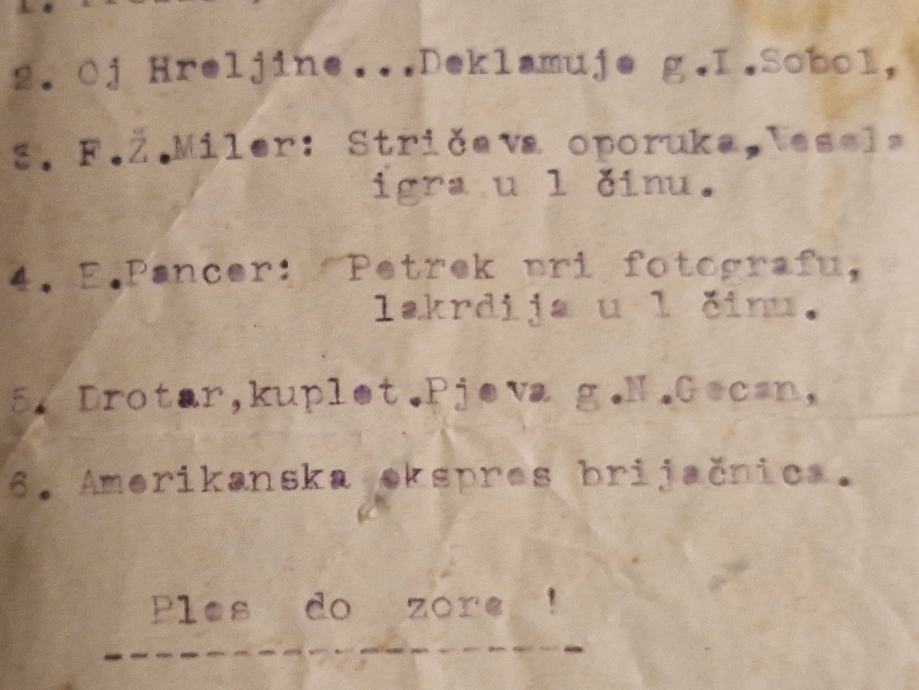 2. Oj Hreljine...Deklamuje g.I.Sobol,
3. F.Ž.Miler: Stričeva oporuka,Vesela
igra u 1 činu.
4. E.Pancer: Petrek pri fotografu,
lakrdija u 1 činu.
5. Drotar,kuplet.Pjeva g.N.Gecan,
6. Amerikanska ekspres brijačnica.
Ples do zore !